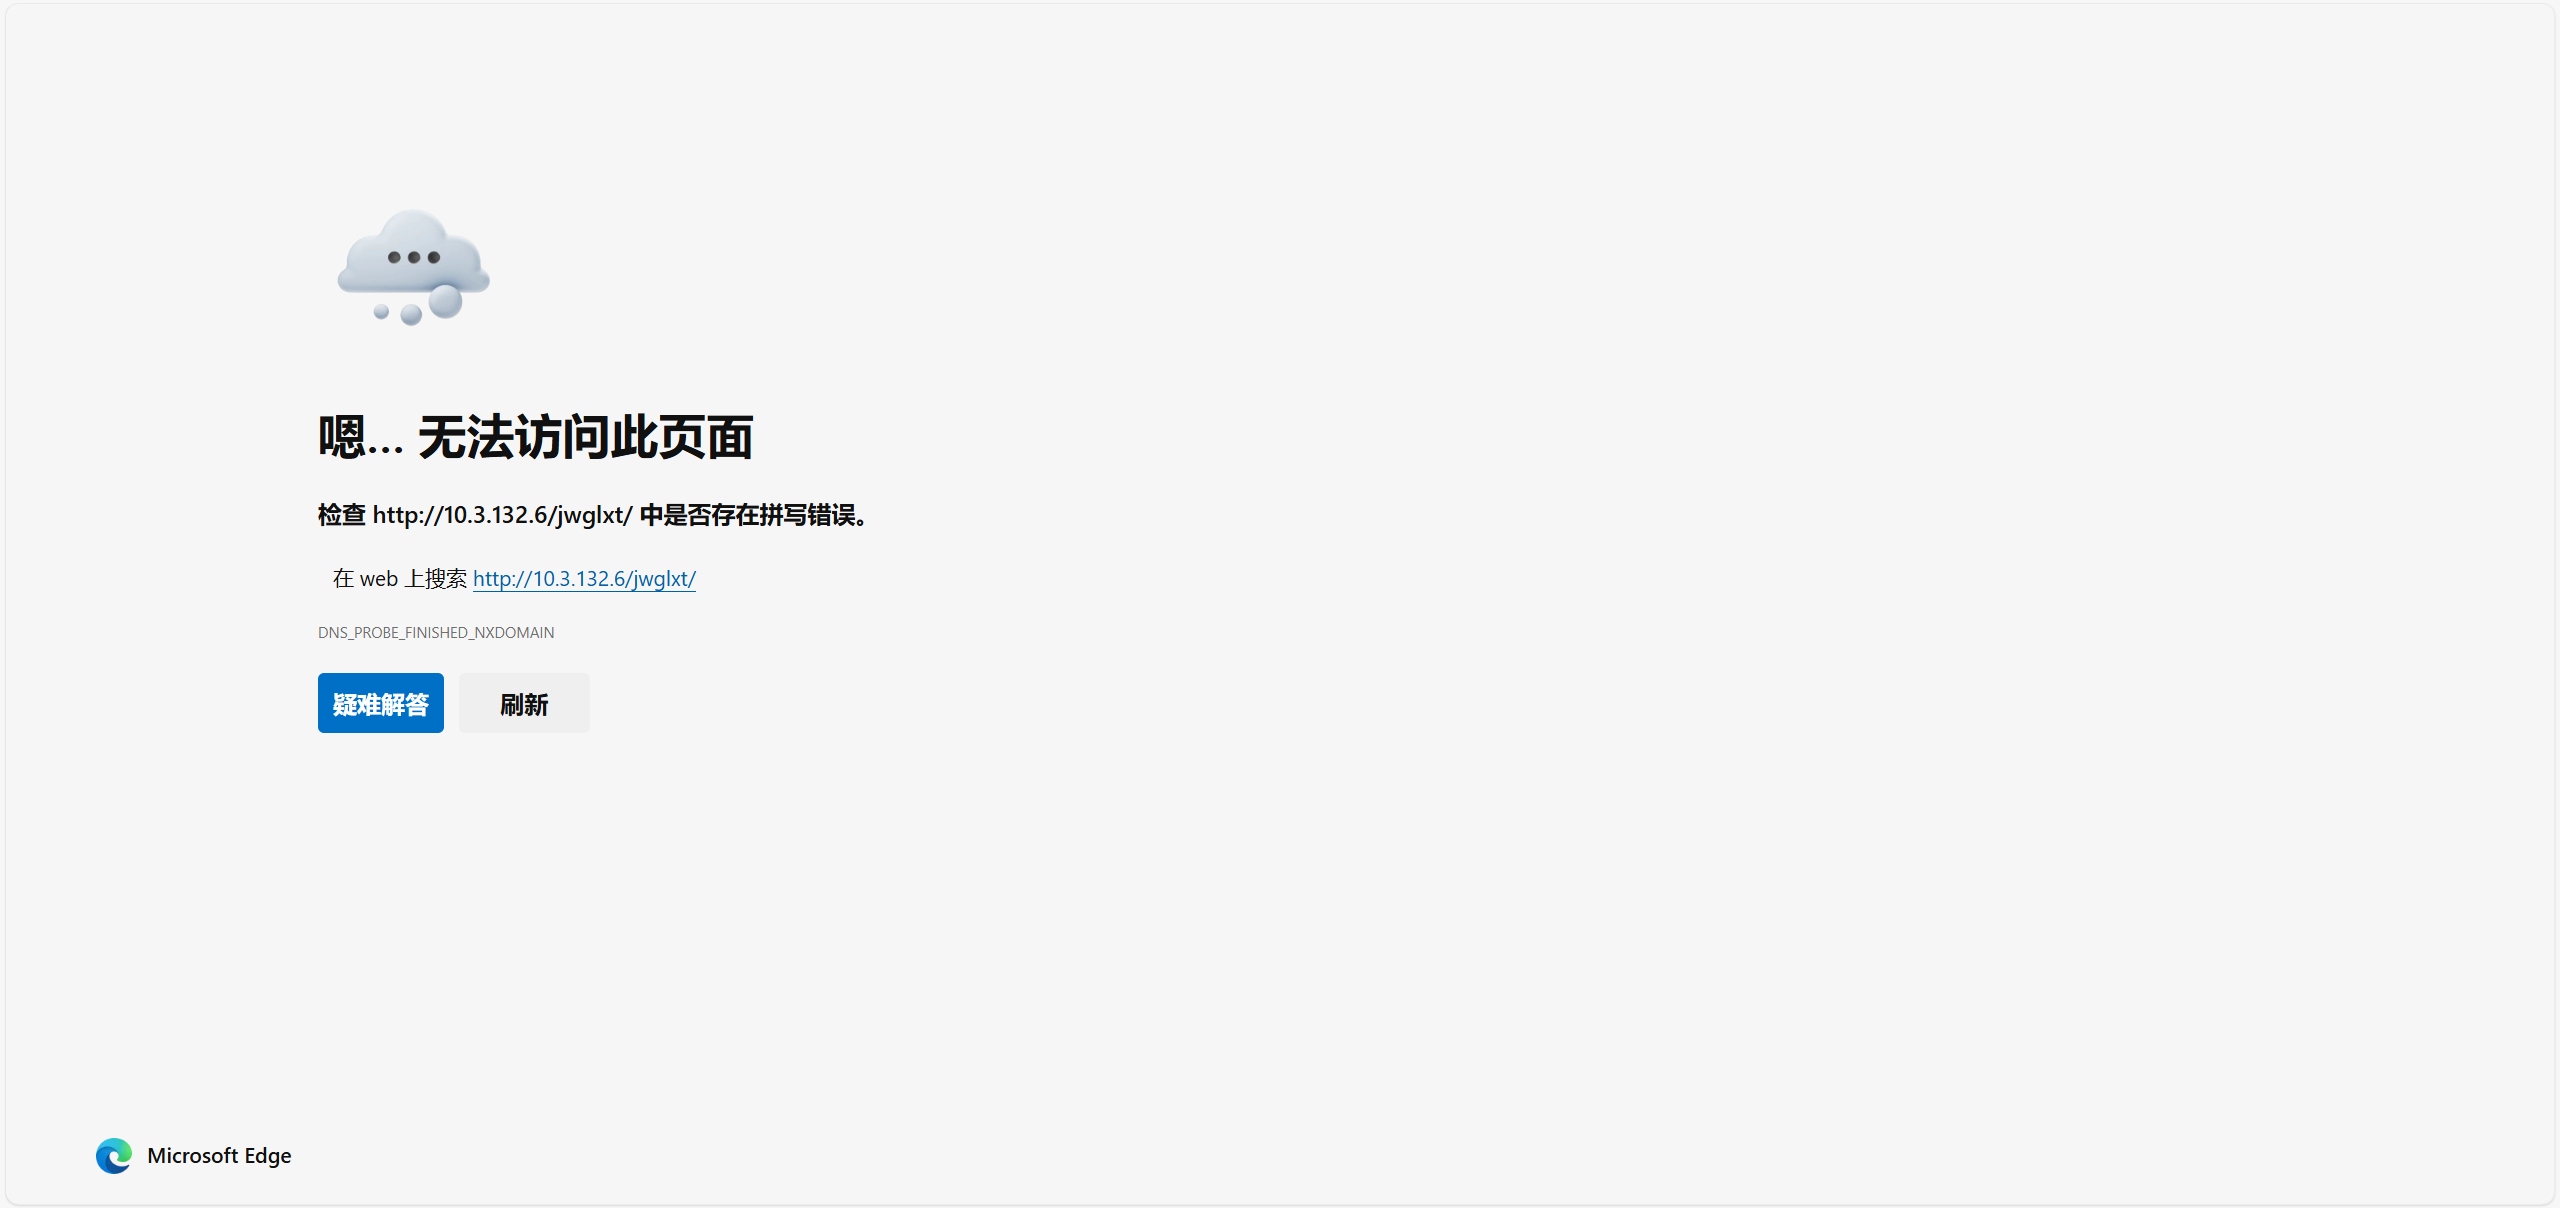 嗯… 无法访问此页面
检查 http://10.3.132.6/jwglxt/ 中是否存在拼写错误。
在 web 上搜索 http://10.3.132.6/jwglxt/
DNS_PROBE_FINISHED_NXDOMAIN
疑难解答 刷新
Microsoft Edge